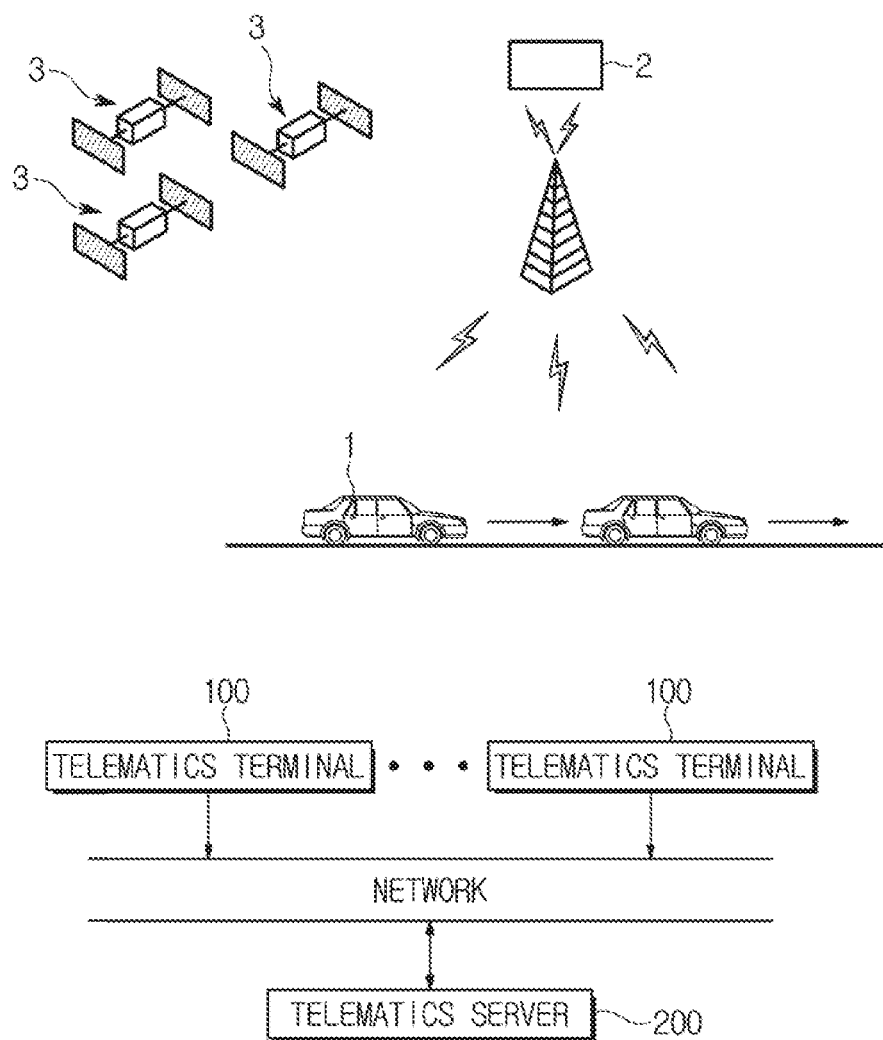 3
3
2
3
1
100
100
TELEMATICS TERMINAL
TELEMATICS TERMINAL
NETWORK
TELEMATICS SERVER
200